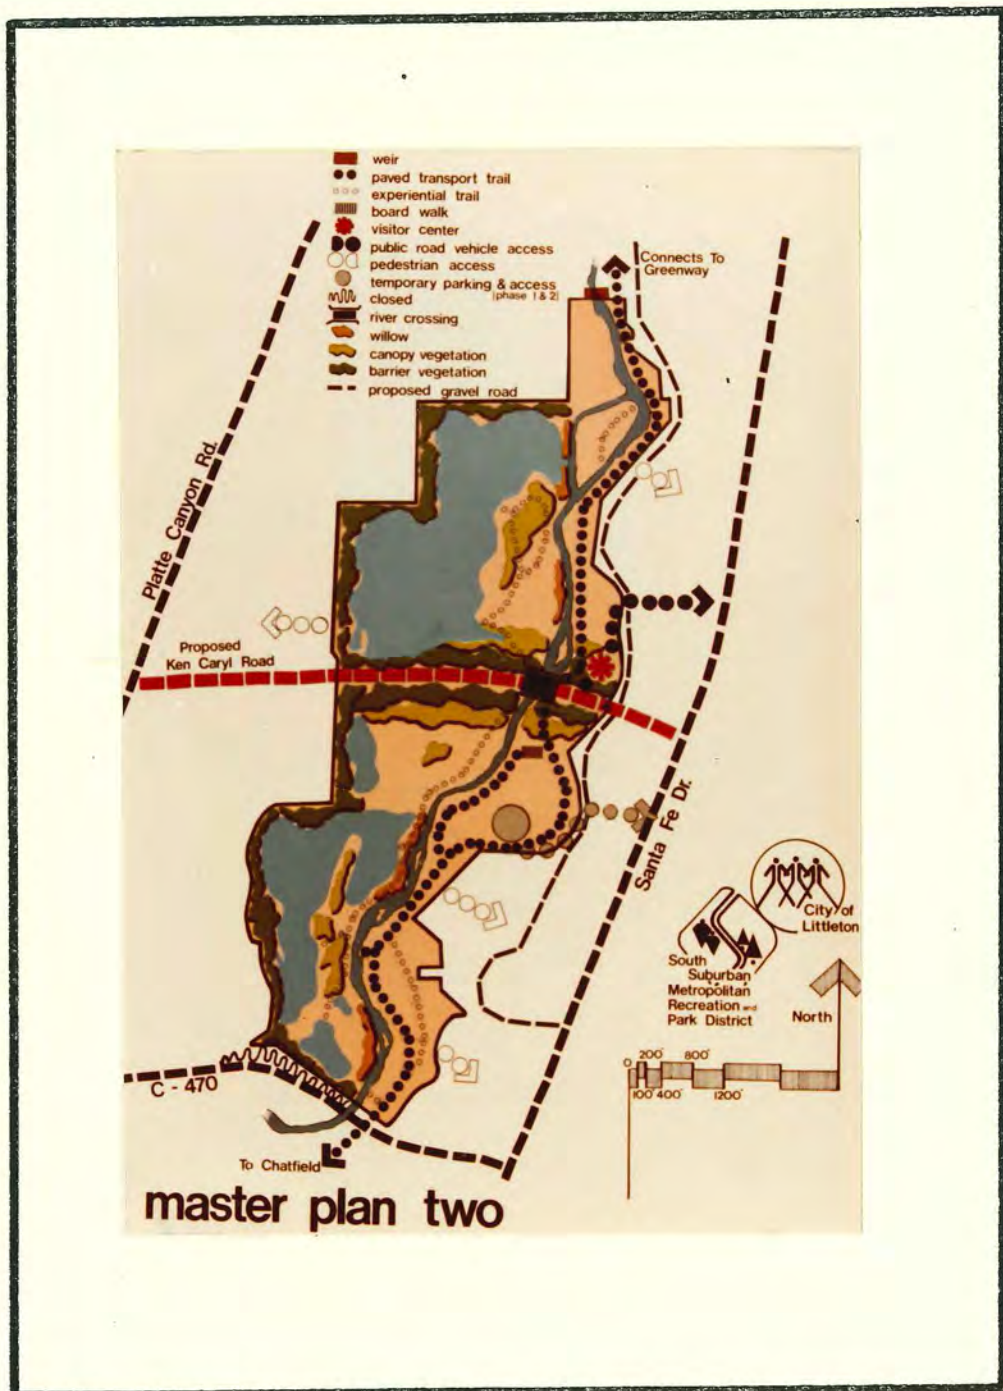 weir
paved transport trail
experiential trail
board walk
visitor center
public road vehicle access
pedestrian access
temporary parking & access
(phase 1 & 2)
closed
river crossing
willow
canopy vegetation
barrier vegetation
proposed gravel road
Connects To
Greenway
Platte Canyon Rd.
Proposed
Ken Caryl Road
Santa Fe Dr.
City of
Littleton
South
Suburban
Metropolitan
Recreation and
Park District
North
0 200' 800'
100' 400' 1200'
C - 470
To Chatfield
master plan two